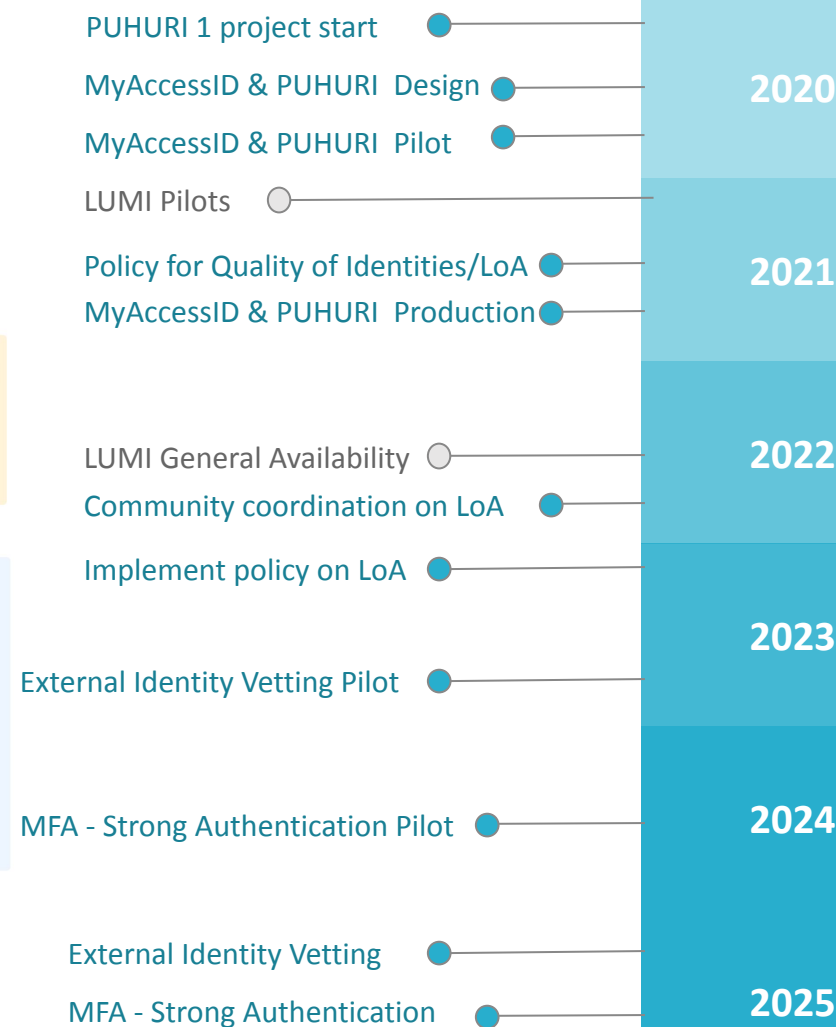 PUHURI 1 project start
MyAccessID & PUHURI Design
2020
MyAccessID & PUHURI Pilot
LUMI Pilots
Policy for Quality of Identities/LoA
2021
MyAccessID & PUHURI Production
LUMI General Availability
2022
Community coordination on LoA
Implement policy on LoA
2023
External Identity Vetting Pilot
MFA - Strong Authentication Pilot
2024
External Identity Vetting
MFA - Strong Authentication
2025